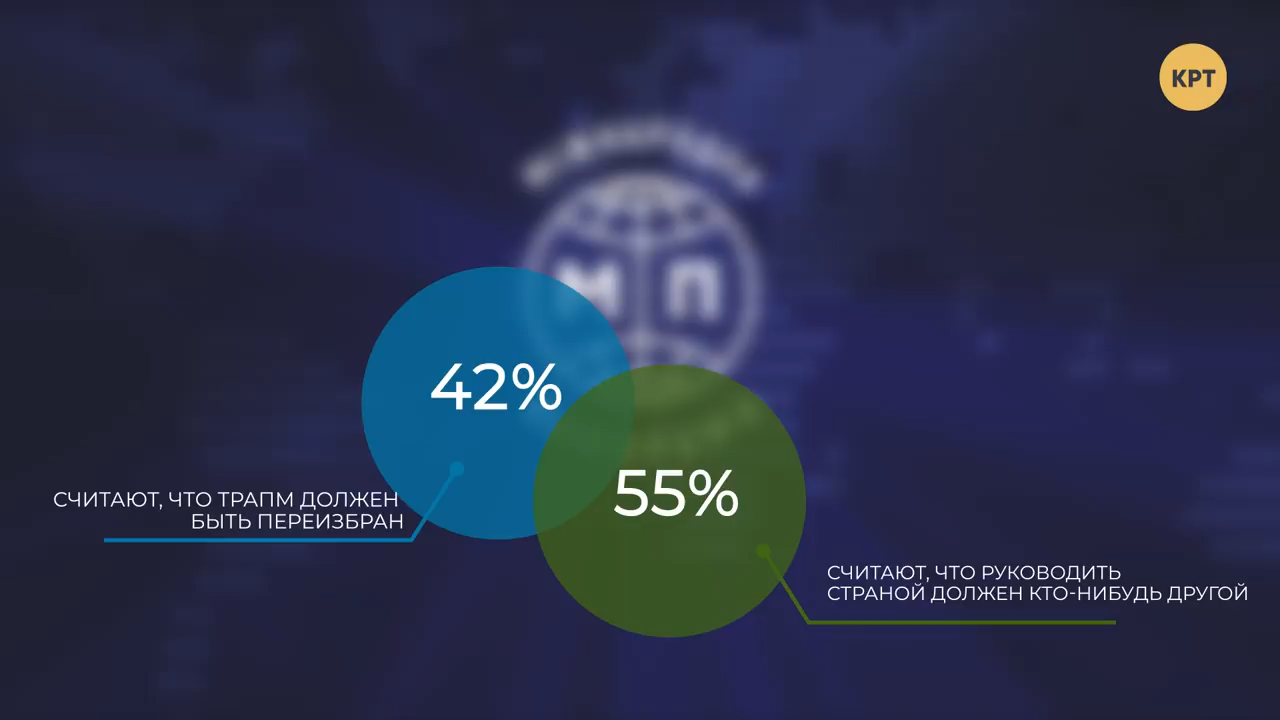 КРТ
М П
42%
55%
СЧИТАЮТ, ЧТО ТРАПМ ДОЛЖЕН
БЫТЬ ПЕРЕИЗБРАН
СЧИТАЮТ, ЧТО РУКОВОДИТЬ
СТРАНОЙ ДОЛЖЕН КТО-НИБУДЬ ДРУГОЙ